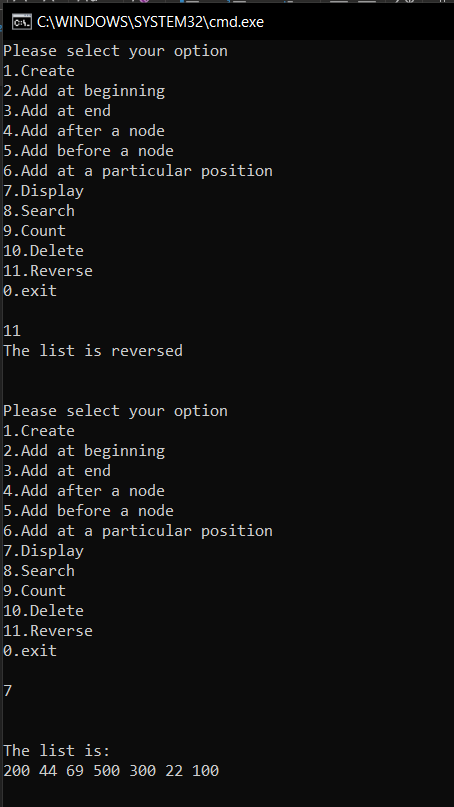 C:\WINDOWS\SYSTEM32\cmd.exe
Please select your option
1.Create
2.Add at beginning
3.Add at end
4.Add after a node
5.Add before a node
6.Add at a particular position
7.Display
8.Search
9.Count
10.Delete
11.Reverse
0.exit
11
The list is reversed
Please select your option
1.Create
2.Add at beginning
3.Add at end
4.Add after a node
5.Add before a node
6.Add at a particular position
7.Display
8.Search
9.Count
10.Delete
11.Reverse
0.exit
7
The list is:
200 44 69 500 300 22 100